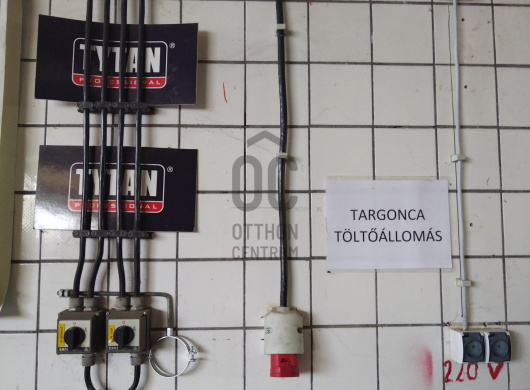 TYTAN®
PROFESSIONAL
TYTAN®
PROFESSIONAL
OC
OTTHON
CENTRUM
TARGONCA
TÖLTŐÁLLOMÁS
220 V